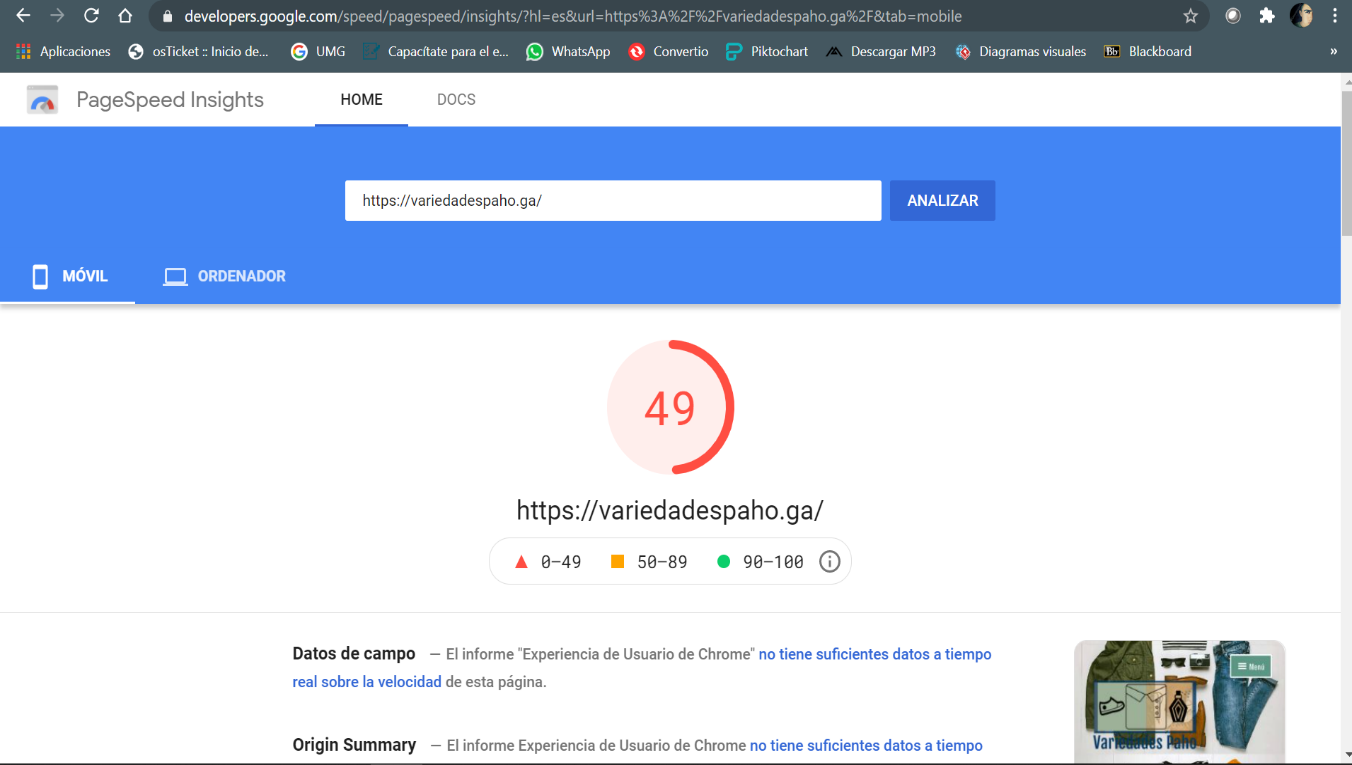 developers.google.com/speed/pagespeed/insights/?hl=es&url=https%3A%2F%2Fvariedadespaho.ga%2F&tab=mobile
Aplicaciones osTicket :: Inicio de... UMG Capacítate para el e... WhatsApp Convertio Piktochart Descargar MP3 Diagramas visuales Bb Blackboard »
PageSpeed Insights HOME DOCS
https://variedadespaho.ga/ ANALIZAR
MÓVIL ORDENADOR
49
https://variedadespaho.ga/
0–49 50–89 90–100
Datos de campo — El informe "Experiencia de Usuario de Chrome" no tiene suficientes datos a tiempo
real sobre la velocidad de esta página.
Menú
Variedades Paho
Origin Summary — El informe Experiencia de Usuario de Chrome no tiene suficientes datos a tiempo